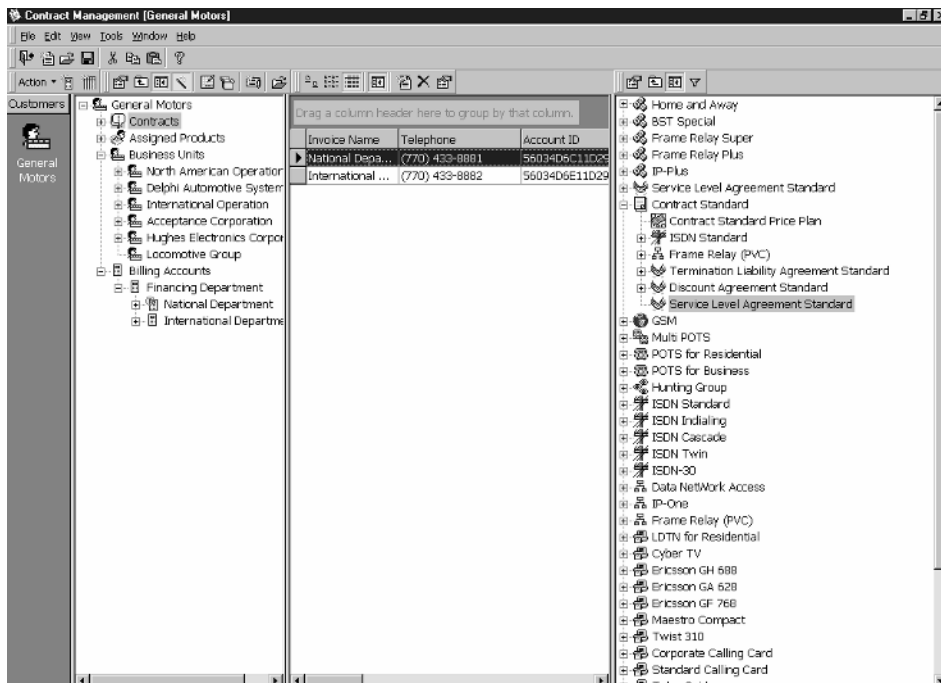 Contract Management [General Motors]
File Edit View Tools Window Help
Action
Customers
General
Motors
General Motors
Contracts
Assigned Products
Business Units
North American Operation
Delphi Automotive System
International Operation
Acceptance Corporation
Hughes Electronics Corpor
Locomotive Group
Billing Accounts
Financing Department
National Department
International Departme
Drag a column header here to group by that column.
Invoice Name Telephone Account ID
National Depa... (770) 433-8881 56034D6C11D29
International ... (770) 433-8882 56034D6E11D29
Home and Away
BST Special
Frame Relay Super
Frame Relay Plus
IP-Plus
Service Level Agreement Standard
Contract Standard
Contract Standard Price Plan
ISDN Standard
Frame Relay (PVC)
Termination Liability Agreement Standard
Discount Agreement Standard
Service Level Agreement Standard
GSM
Multi POTS
POTS for Residential
POTS for Business
Hunting Group
ISDN Standard
ISDN Indialing
ISDN Cascade
ISDN Twin
ISDN-30
Data NetWork Access
IP-One
Frame Relay (PVC)
LDTN for Residential
Cyber TV
Ericsson GH 688
Ericsson GA 628
Ericsson GF 768
Maestro Compact
Twist 310
Corporate Calling Card
Standard Calling Card